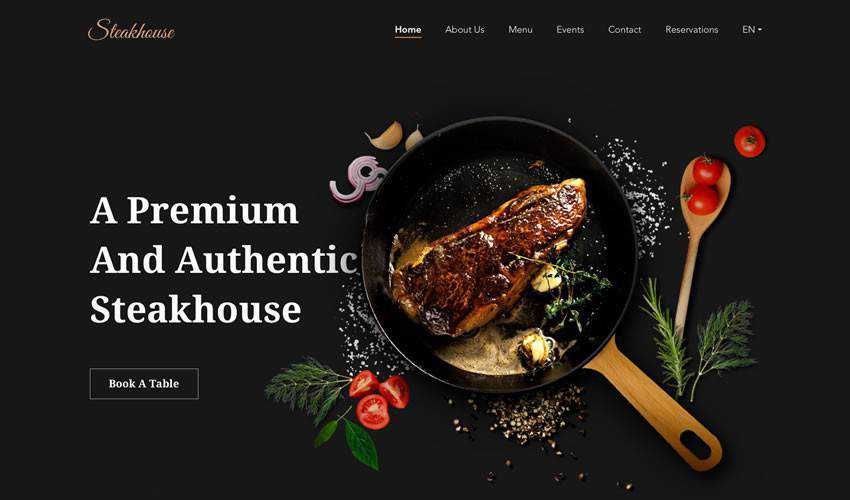 Steakhouse
Home About Us Menu Events Contact Reservations EN
A Premium
And Authentic
Steakhouse
Book A Table